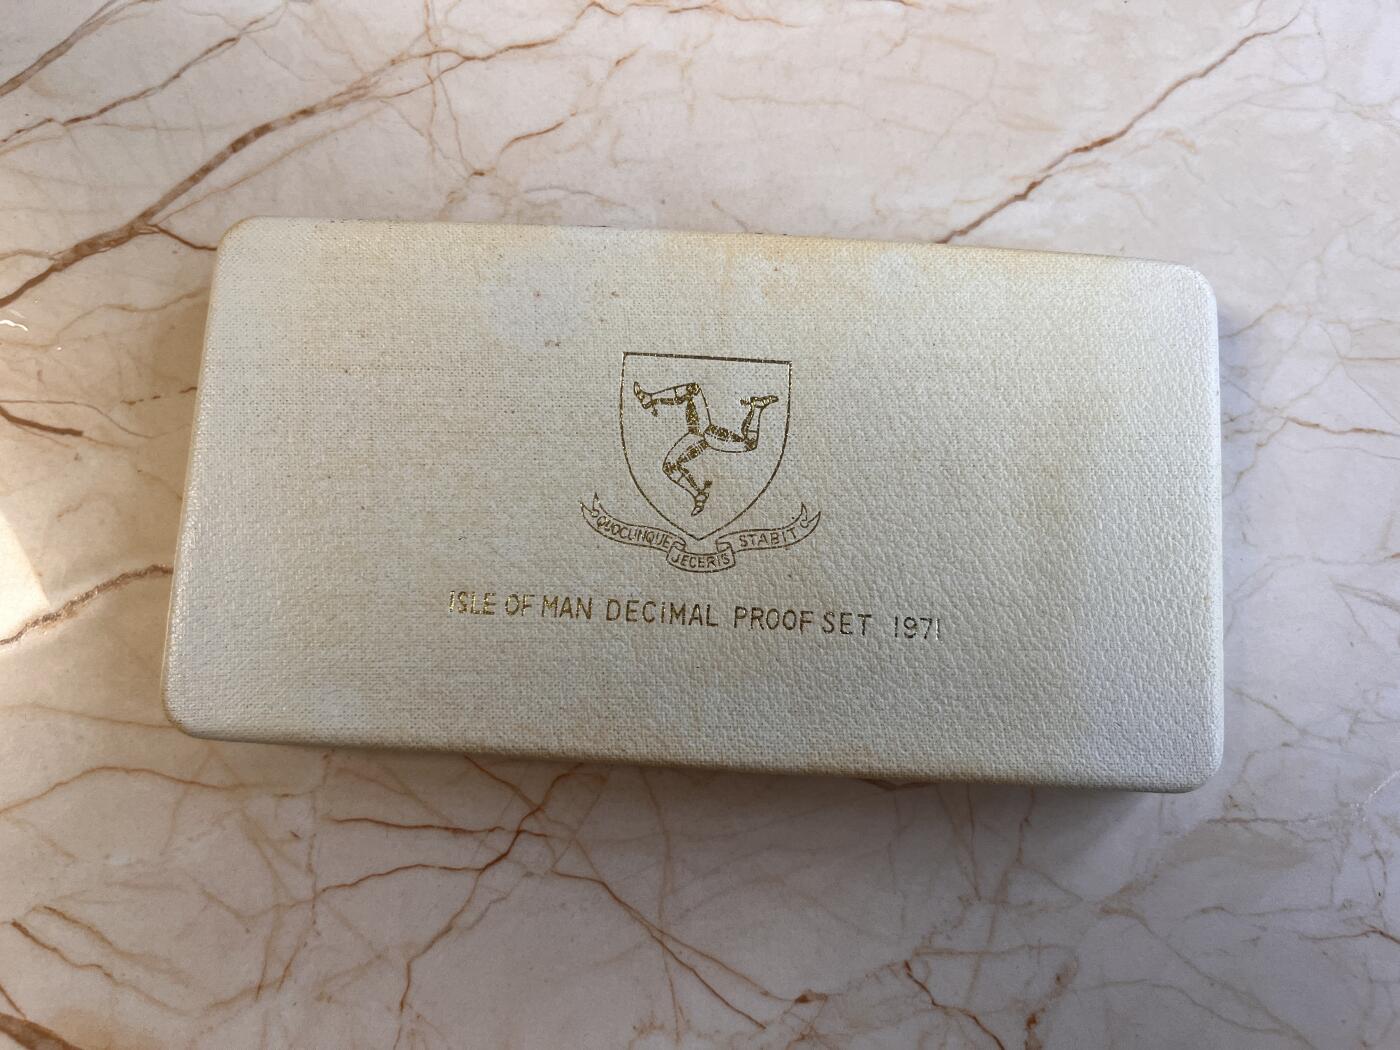 QUOCUNQUE JECERIS STABIT
ISLE OF MAN DECIMAL PROOF SET 1971